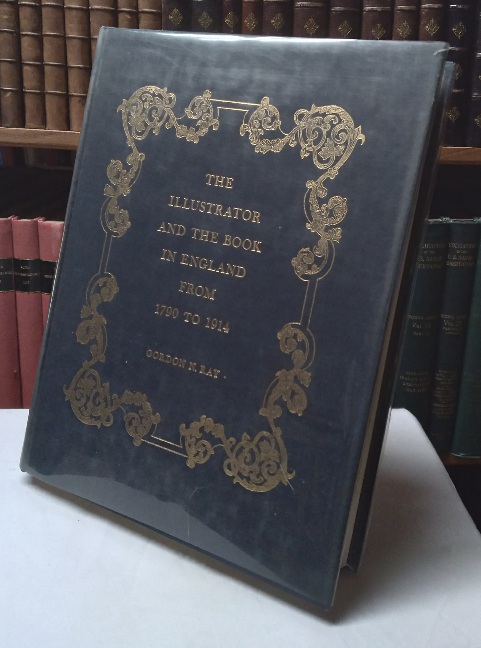 THE
ILLUSTRATOR
AND THE BOOK
IN ENGLAND
FROM
1790 TO 1914
GORDON N. RAY